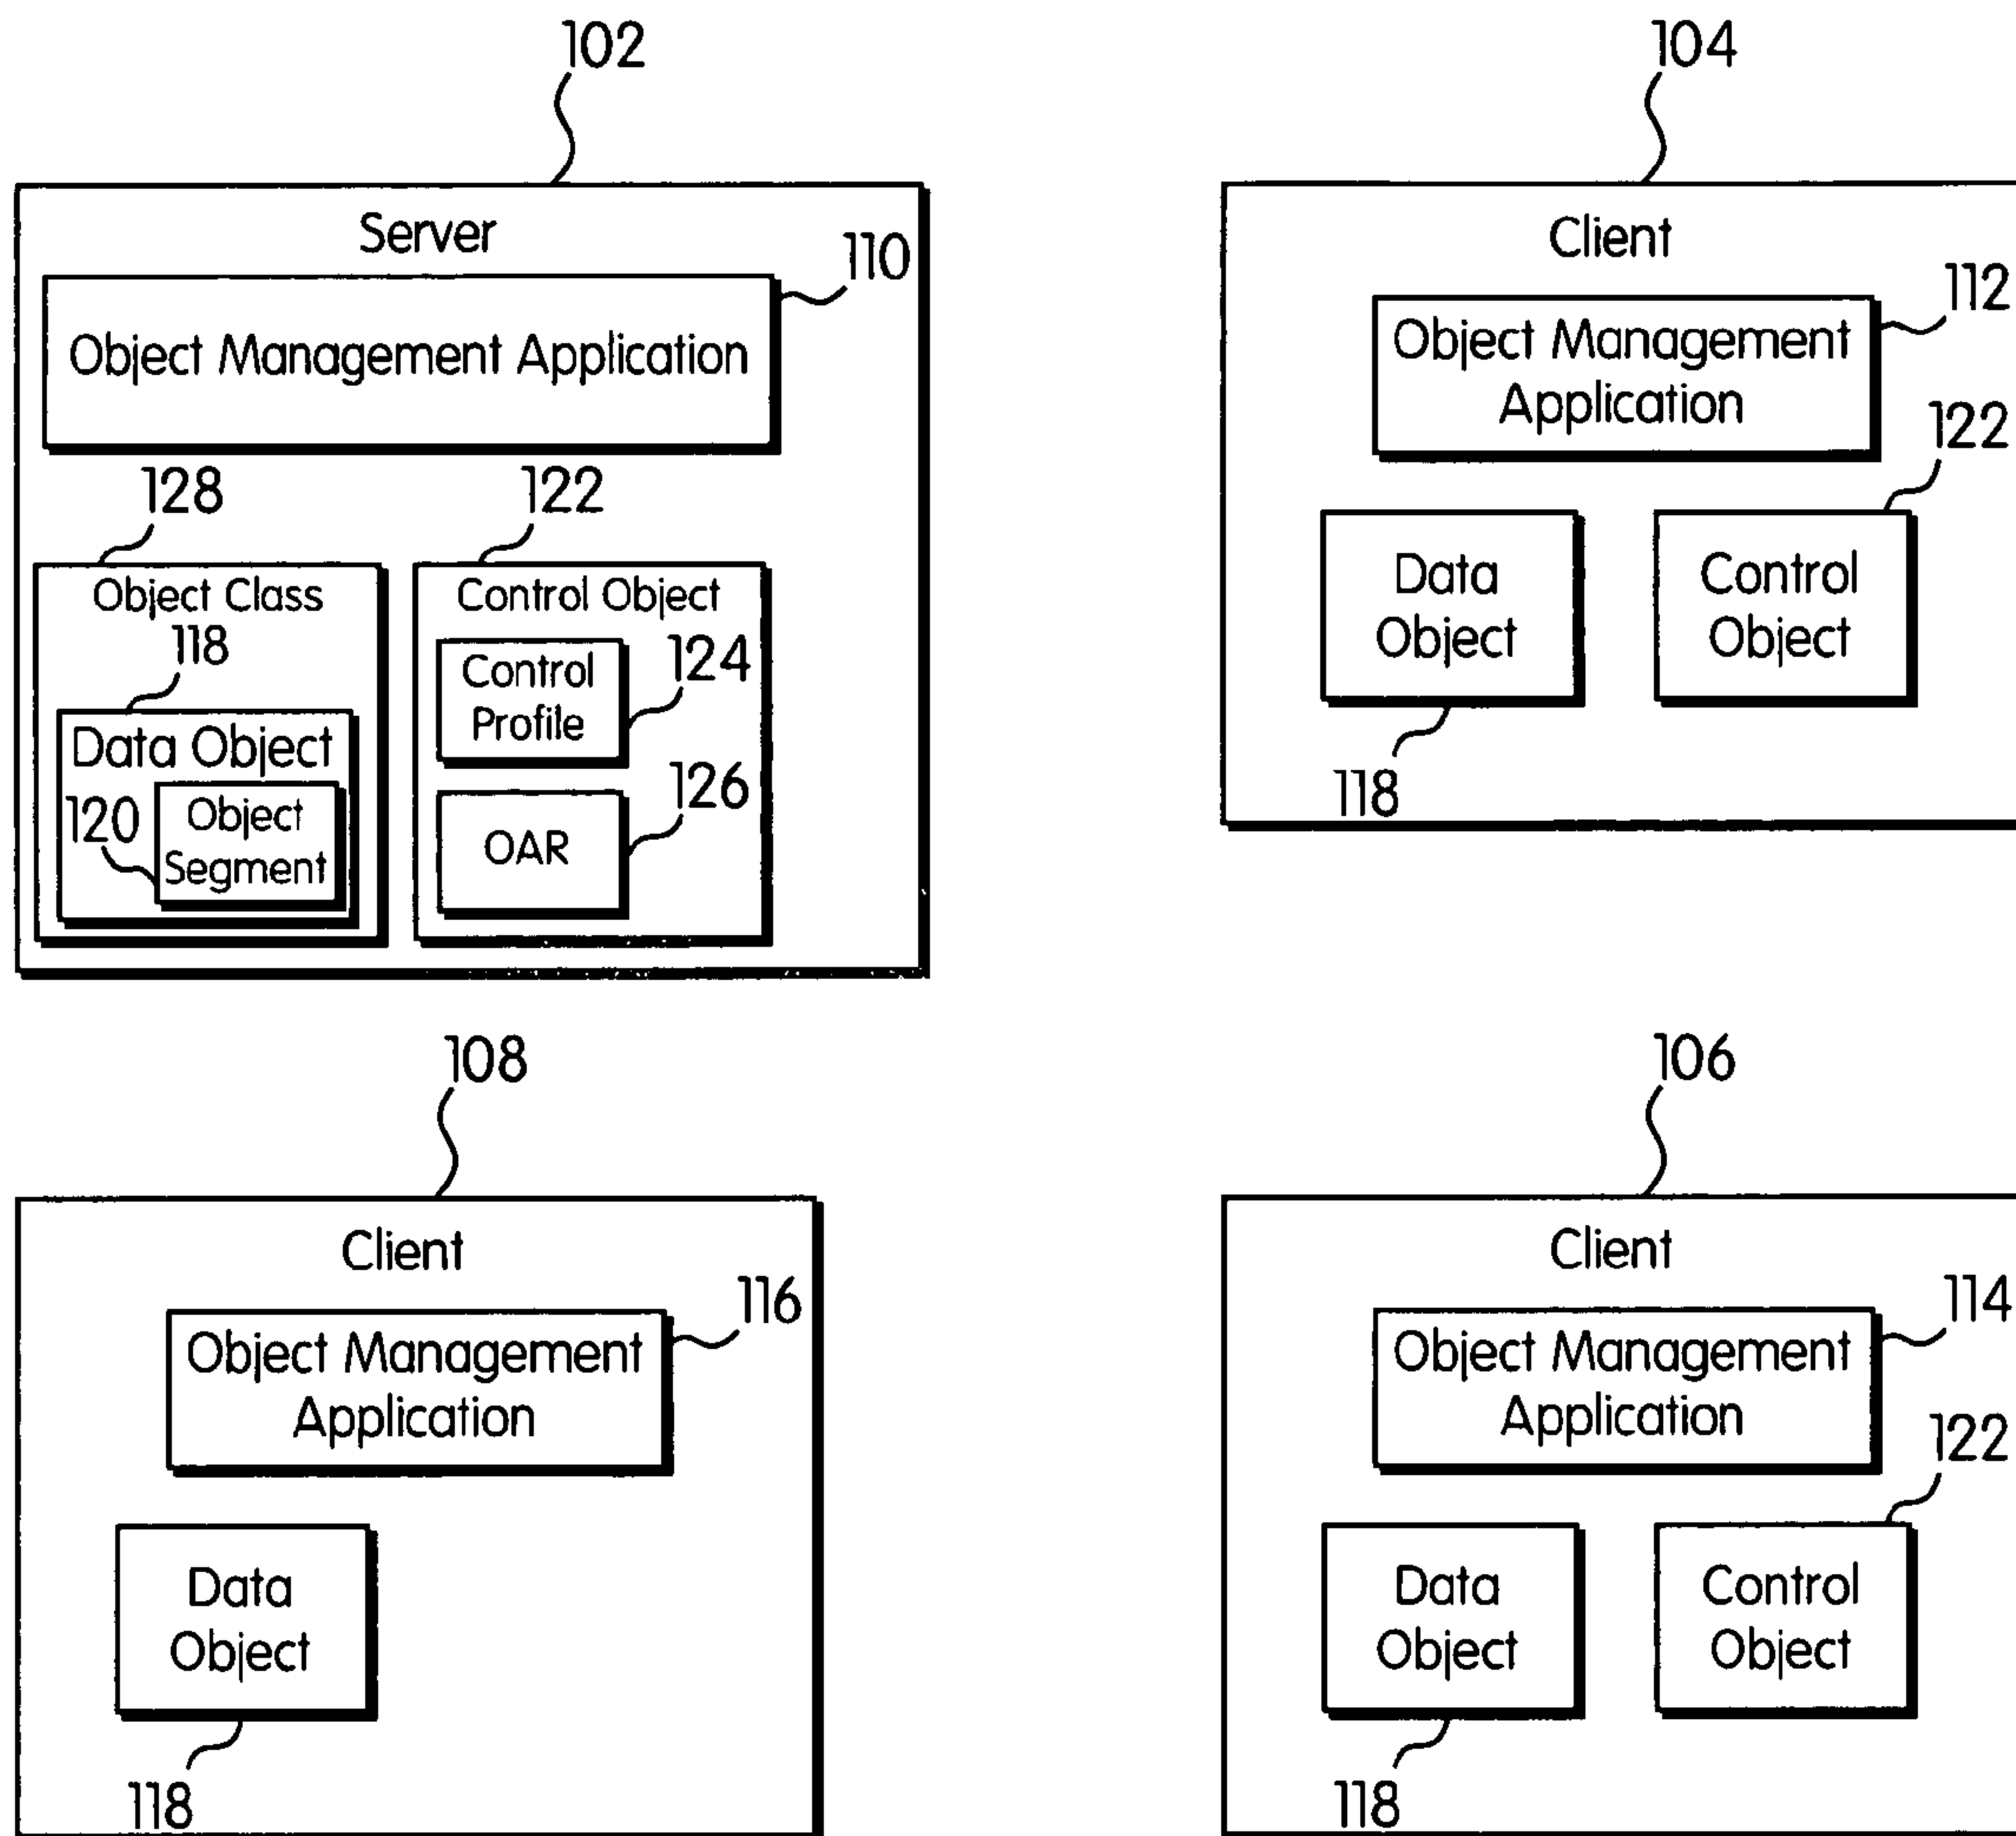 102
Server
110
Object Management Application
128
122
Object Class
118
Data Object
120
Object
Segment
Control Object
124
Control
Profile
126
OAR
104
Client
112
Object Management
Application
122
Data
Object
Control
Object
118
108
Client
116
Object Management
Application
Data
Object
118
106
Client
114
Object Management
Application
122
Data
Object
Control
Object
118